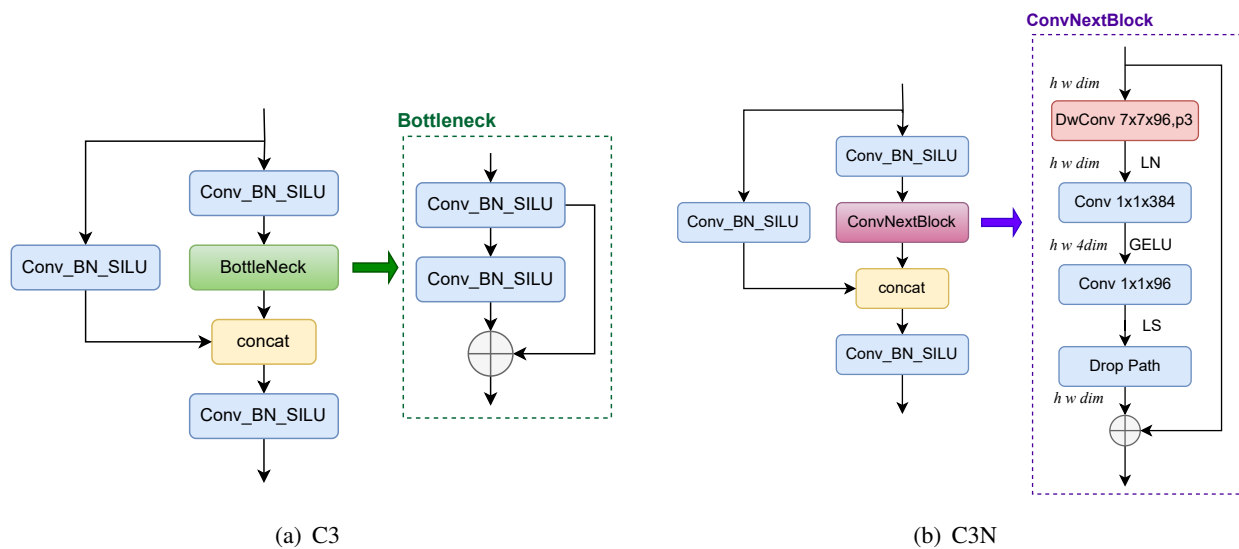 Conv_BN_SILU
Conv_BN_SILU
BottleNeck
concat
Conv_BN_SILU
Bottleneck
Conv_BN_SILU
Conv_BN_SILU
(a) C3
Conv_BN_SILU
Conv_BN_SILU
ConvNextBlock
concat
Conv_BN_SILU
ConvNextBlock
h w dim
DwConv 7x7x96,p3
h w dim LN
Conv 1x1x384
h w 4dim GELU
Conv 1x1x96
LS
Drop Path
h w dim
(b) C3N